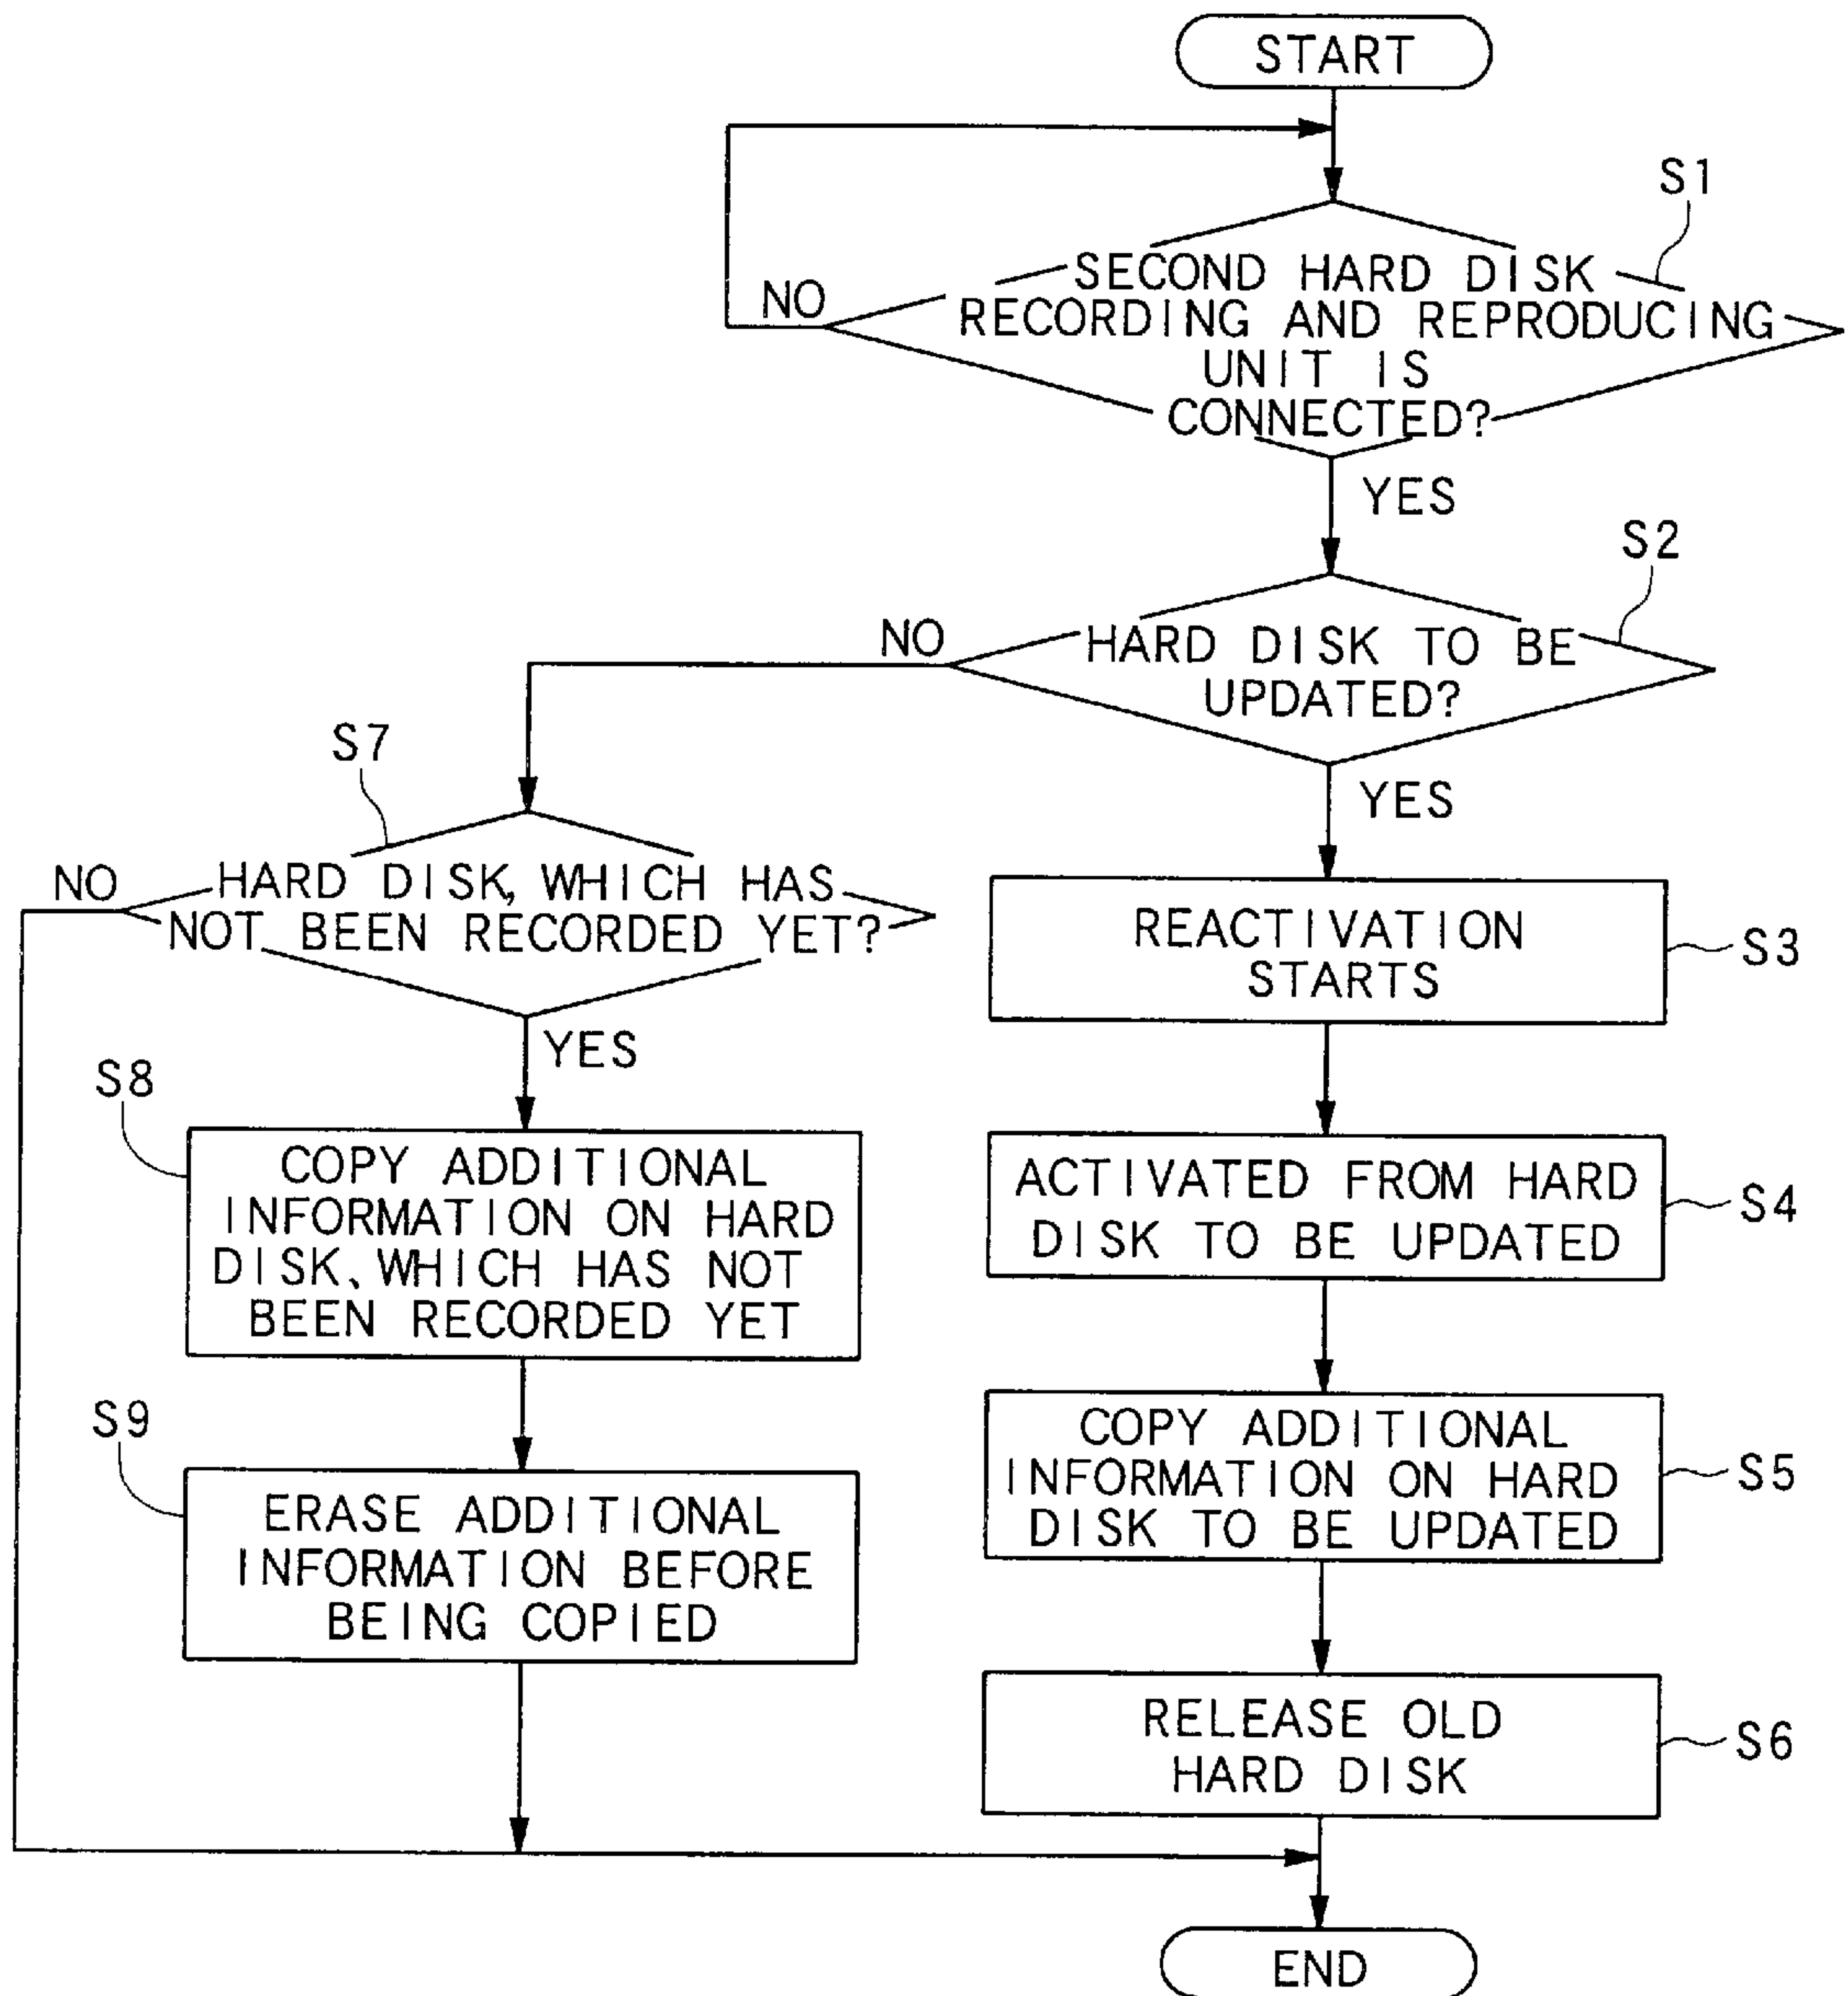 START
S1
SECOND HARD DISK
NO
RECORDING AND REPRODUCING
UNIT IS
CONNECTED?
YES
S2
NO
HARD DISK TO BE
UPDATED?
YES
S7
NO
HARD DISK, WHICH HAS
NOT BEEN RECORDED YET?
YES
REACTIVATION
STARTS
S3
S8
COPY ADDITIONAL
INFORMATION ON HARD
DISK, WHICH HAS NOT
BEEN RECORDED YET
ACTIVATED FROM HARD
DISK TO BE UPDATED
S4
S9
ERASE ADDITIONAL
INFORMATION BEFORE
BEING COPIED
COPY ADDITIONAL
INFORMATION ON HARD
DISK TO BE UPDATED
S5
RELEASE OLD
HARD DISK
S6
END